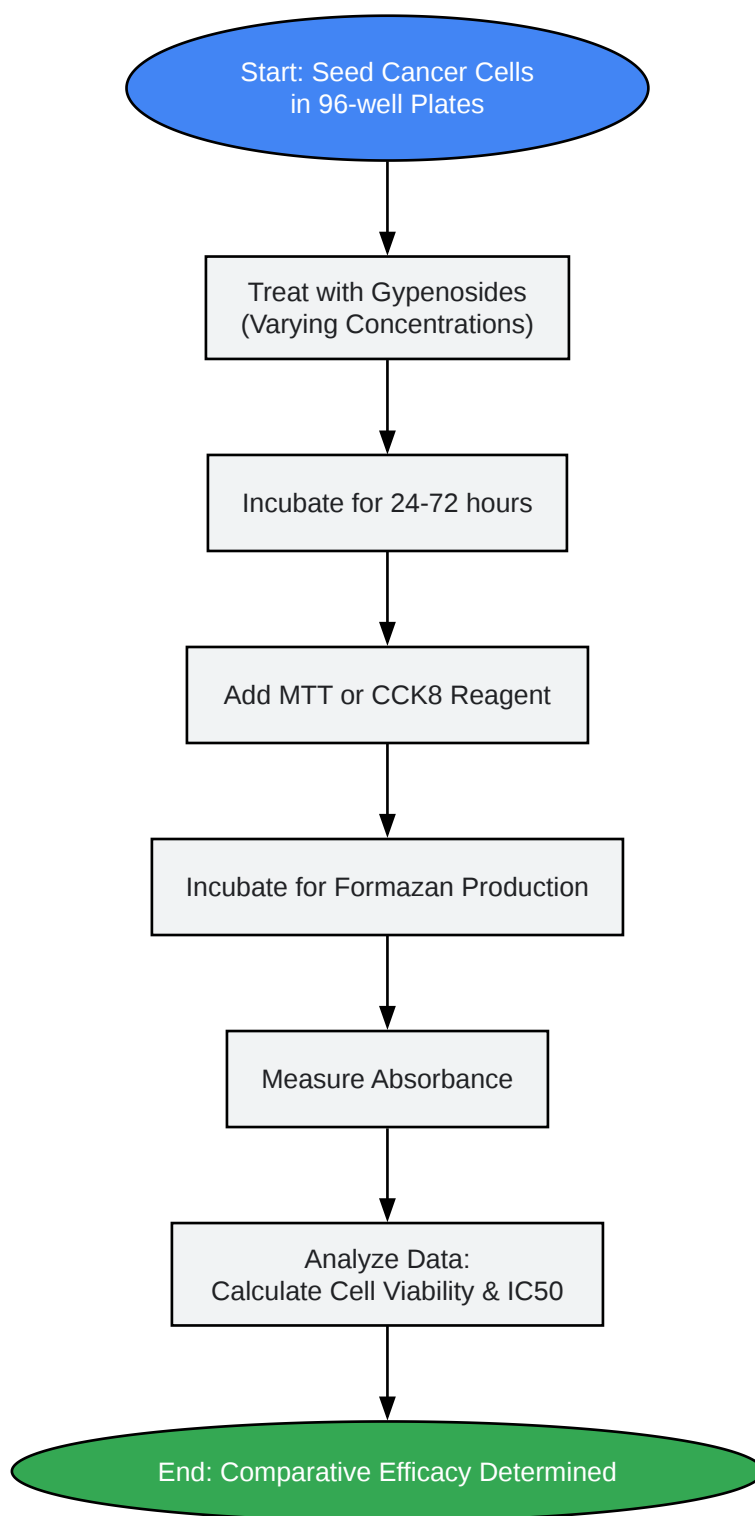 Start: Seed Cancer Cells
in 96-well Plates
Treat with Gypenosides
(Varying Concentrations)
Incubate for 24-72 hours
Add MTT or CCK8 Reagent
Incubate for Formazan Production
Measure Absorbance
Analyze Data:
Calculate Cell Viability & IC50
End: Comparative Efficacy Determined